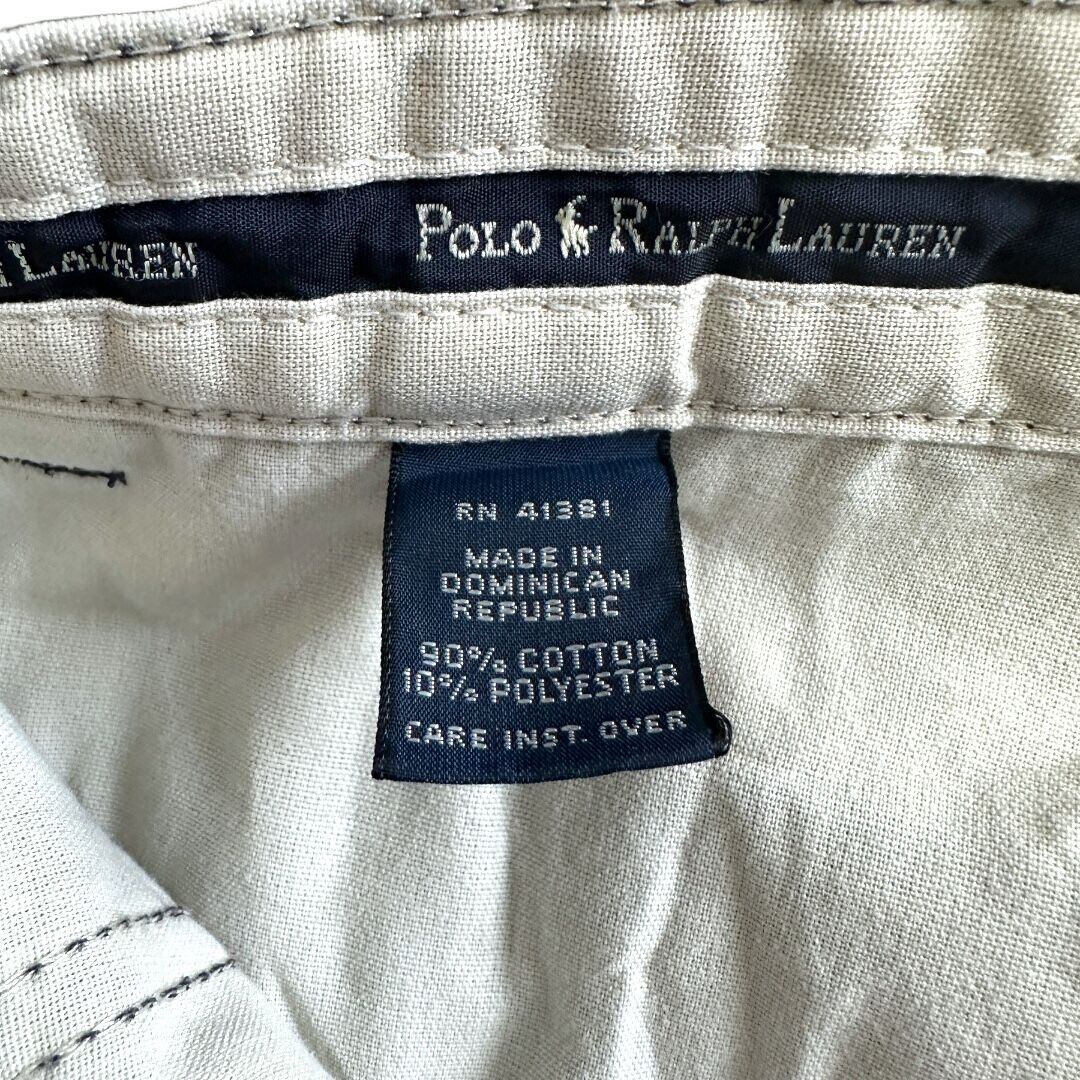 LAUREN
POLO RALPH LAUREN
RN 41381
MADE IN
DOMINICAN
REPUBLIC
90% COTTON
10% POLYESTER
CARE INST. OVER